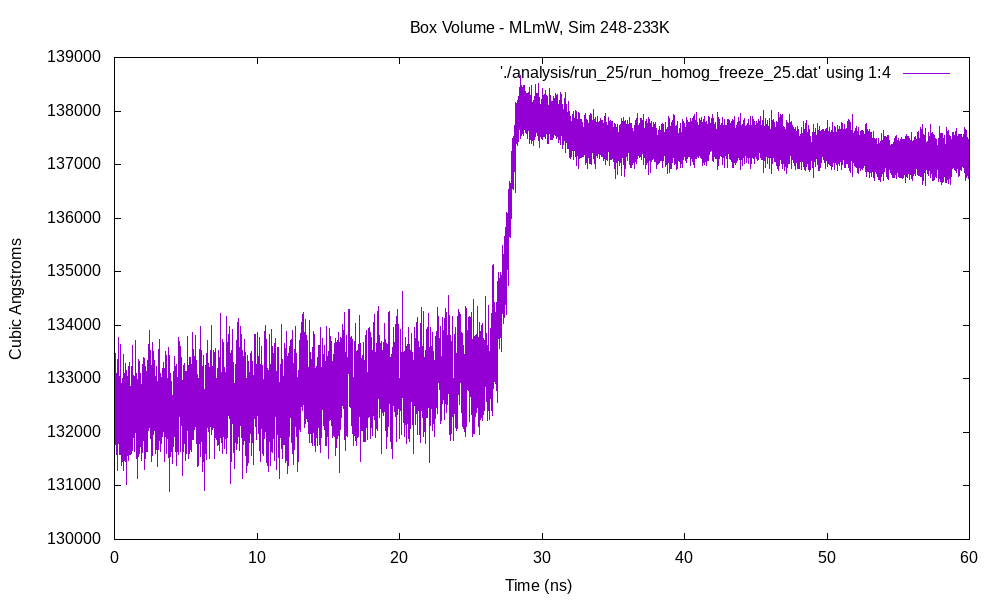 Box Volume - MLmW, Sim 248-233K
'./analysis/run_25/run_homog_freeze_25.dat' using 1:4
139000
138000
137000
136000
135000
134000
133000
132000
131000
130000
Cubic Angstroms
0 10 20 30 40 50 60
Time (ns)